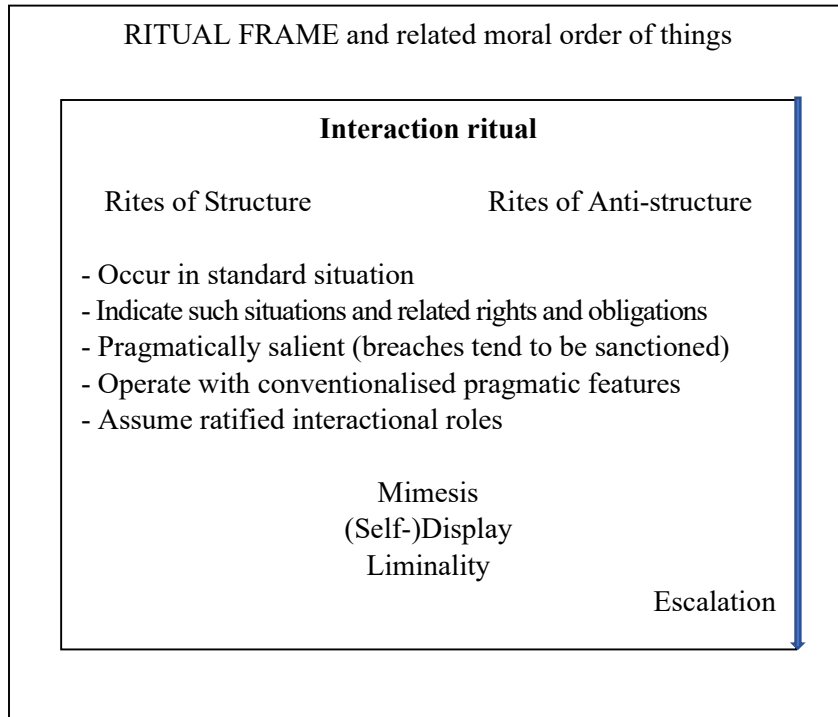 RITUAL FRAME and related moral order of things
Interaction ritual
Rites of Structure Rites of Anti-structure
- Occur in standard situation
- Indicate such situations and related rights and obligations
- Pragmatically salient (breaches tend to be sanctioned)
- Operate with conventionalised pragmatic features
- Assume ratified interactional roles
Mimesis
(Self-)Display
Liminality
Escalation